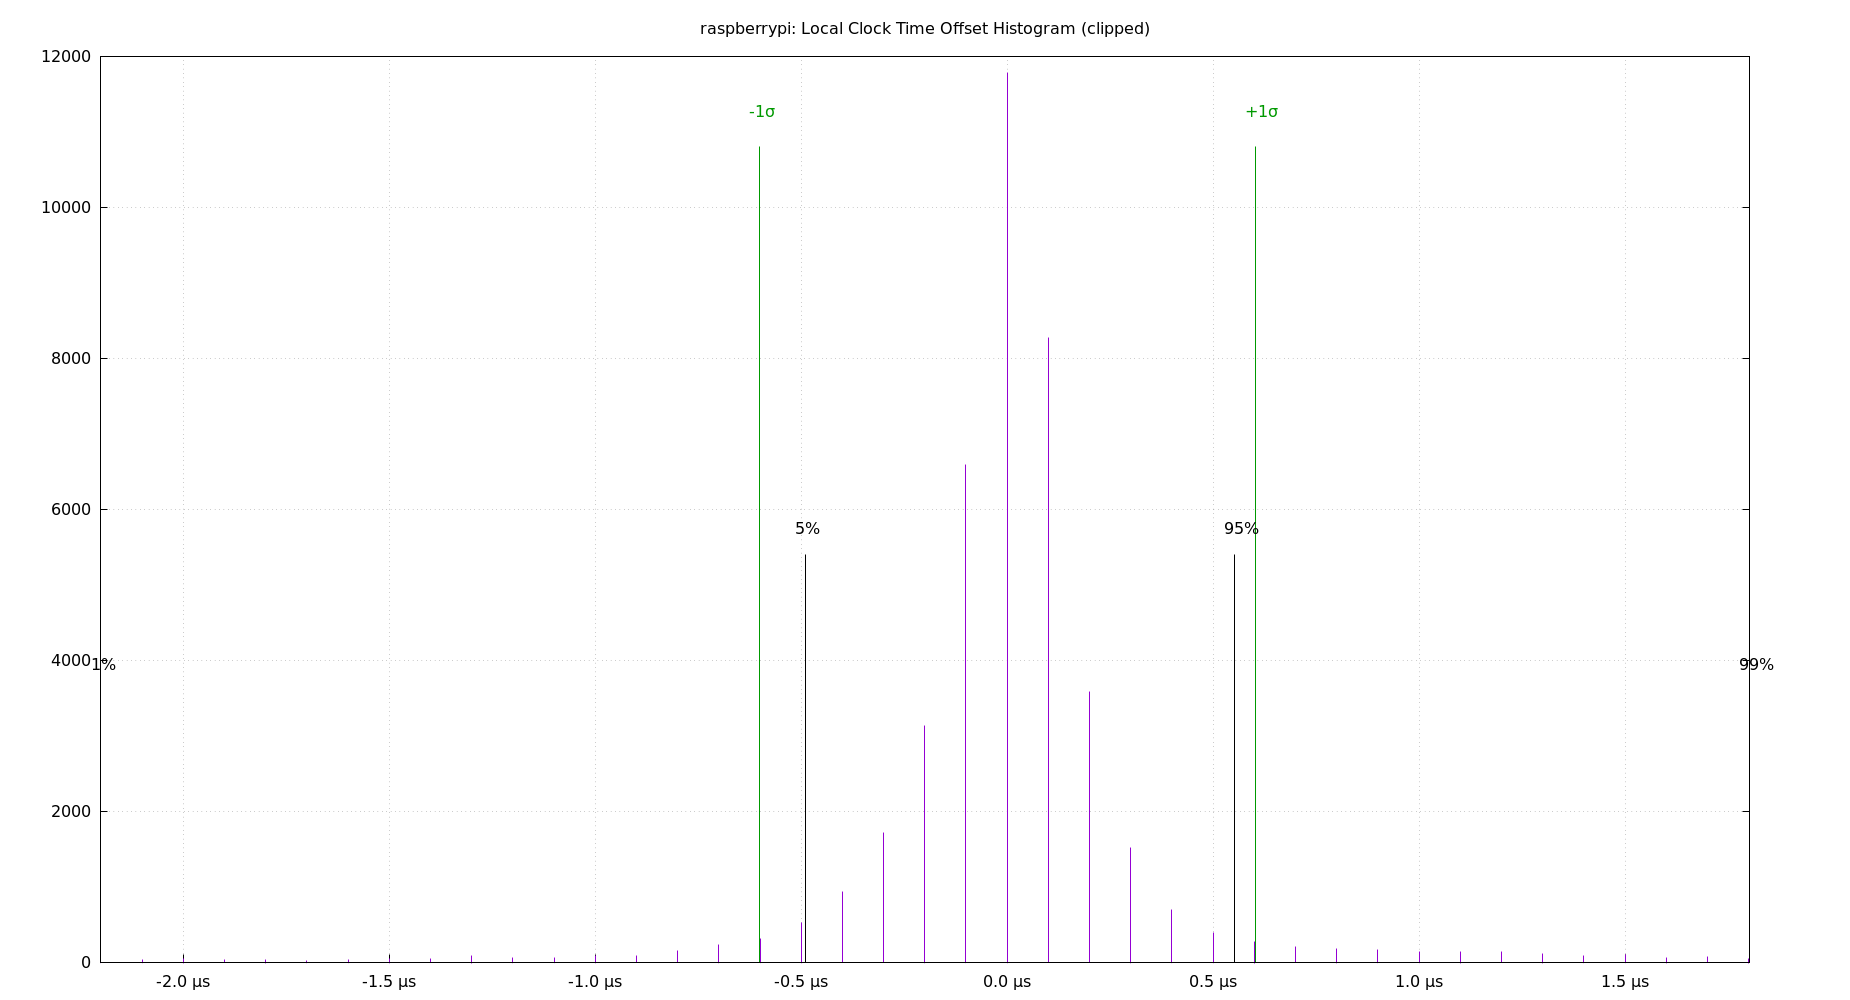 raspberrypi: Local Clock Time Offset Histogram (clipped)
12000
-1σ +1σ
10000
8000
6000
5% 95%
4000 1% 99%
2000
0
-2.0 µs -1.5 µs -1.0 µs -0.5 µs 0.0 µs 0.5 µs 1.0 µs 1.5 µs